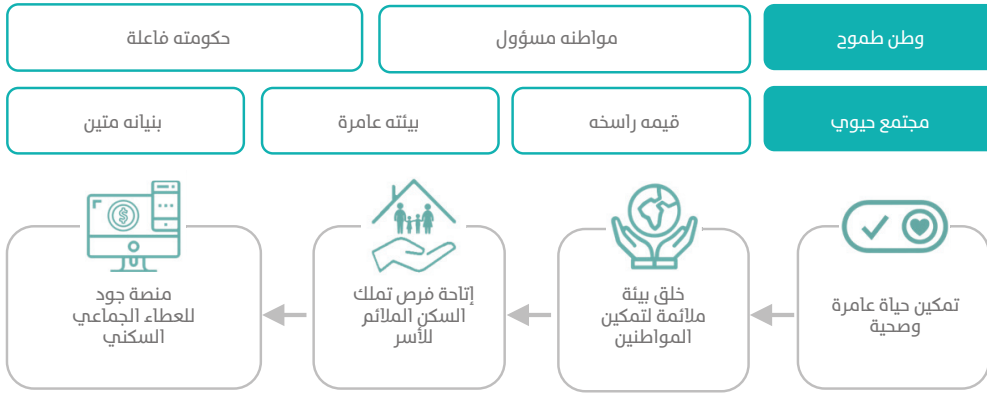 وطن طموح
مواطنه مسؤول
حكومته فاعلة
مجتمع حيوي
قيمه راسخه
بيئته عامرة
بنيانه متين
تمكين حياة عامرة
وصحية
خلق بيئة
ملائمة لتمكين
المواطنين
إتاحة فرص تملك
السكن الملائم
للأسر
منصة جود
للعطاء الجماعي
السكني